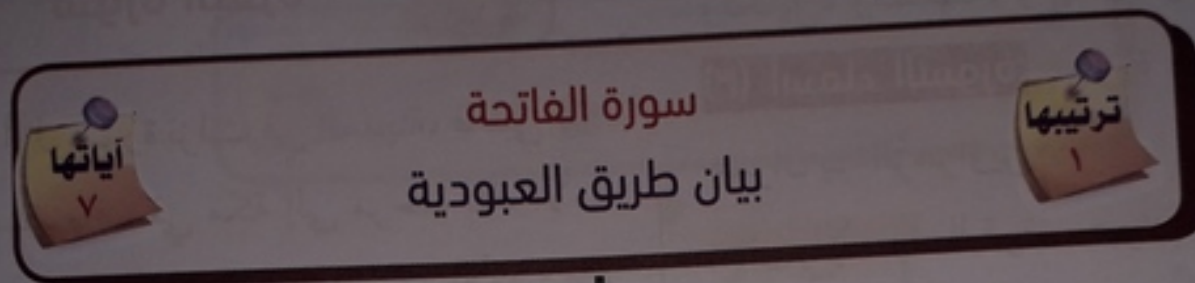 ترتيبها
١
سورة الفاتحة
بيان طريق العبودية
آياتها
٧